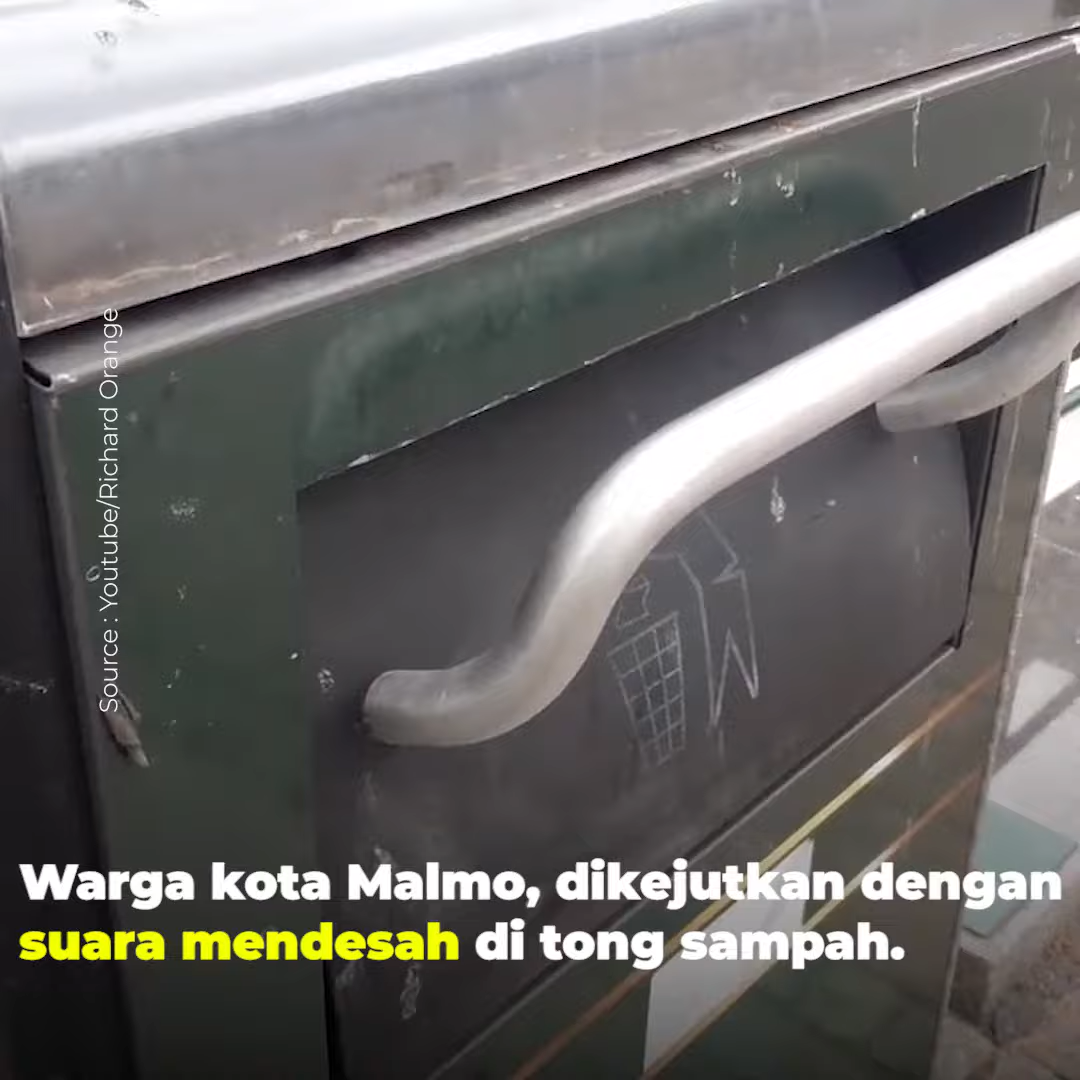 Source : Youtube/Richard Orange
Warga kota Malmo, dikejutkan dengan
suara mendesah di tong sampah.